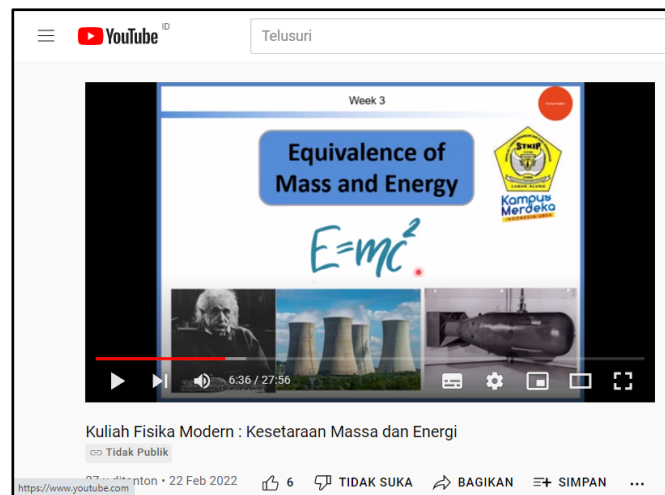 YouTube ID
Telusuri
Week 3
Equivalence of
Mass and Energy
STKIP
Kampus
Merdeka
INDONESIA JAYA
E=mc²
6:36 / 27:56
Kuliah Fisika Modern : Kesetaraan Massa dan Energi
Tidak Publik
22 Feb 2022
6
TIDAK SUKA
BAGIKAN
SIMPAN
https://www.youtube.com